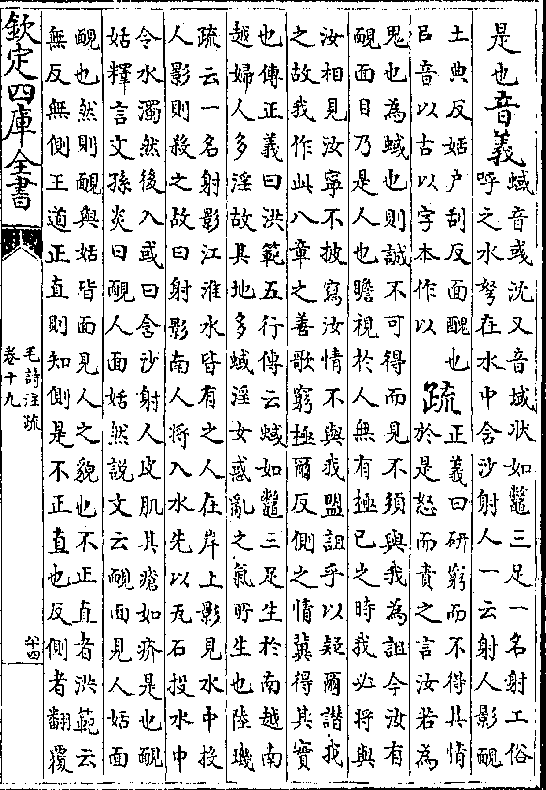 是也音義蜮音或沈又音域狀如鼈三足一名射工俗
呼之水弩在水中含沙射人一云射人影靦
土典反姡户刮反面醜也
㠯音以古以字本作以
疏正義曰研窮而不得其情
於是怒而責之言汝若為
鬼也為蜮也則誠不可得而見不須與我為詛今汝有
靦面目乃是人也瞻視於人無有極已之時我必將與
汝相見汝寧不披寫汝情不與我盟詛乎以疑爾譛我
之故我作此八章之善歌窮極爾反側之情冀得其實
也傳正義曰洪範五行傳云蜮如鼈三足生於南越南
越婦人多淫故其地多蜮淫女惑亂之氣所生也陸璣
疏云一名射影江淮水皆有之人在岸上影見水中投
人影則殺之故曰射影南人將入水先以瓦石投水中
令水濁然後入或曰含沙射人皮肌其瘡如疥是也靦
姡釋言文孫炎曰靦人面姡然說文云靦面見人姡面
靦也然則靦與姡皆面見人之貌也不正直者洪範云
無反無側王道正直則知側是不正直也反側者翻覆
欽定四庫全書
毛詩注疏
卷十九